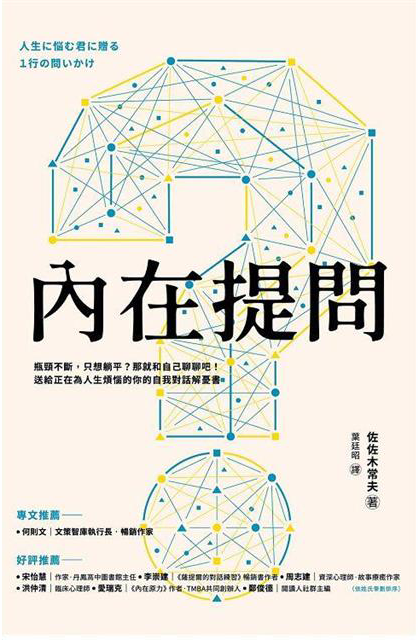 人生に悩む君に贈る
1行の問いかけ
內在提問
瓶頸不斷，只想躺平？那就和自己聊聊吧！
送給正在為人生煩惱的你的自我對話解憂書
佐佐木常夫 著
葉廷昭 譯
專文推薦──
• 何則文｜文策智庫執行長·暢銷作家
好評推薦──
• 宋怡慧｜作家·丹鳳高中圖書館主任 • 李崇建｜《薩提爾的對話練習》暢銷書作者 • 周志建｜資深心理師·故事療癒作家
• 洪仲清｜臨床心理師 • 愛瑞克｜《內在原力》作者·TMBA共同創辦人 • 鄭俊德｜閱讀人社群主編 （依姓氏筆劃順序）